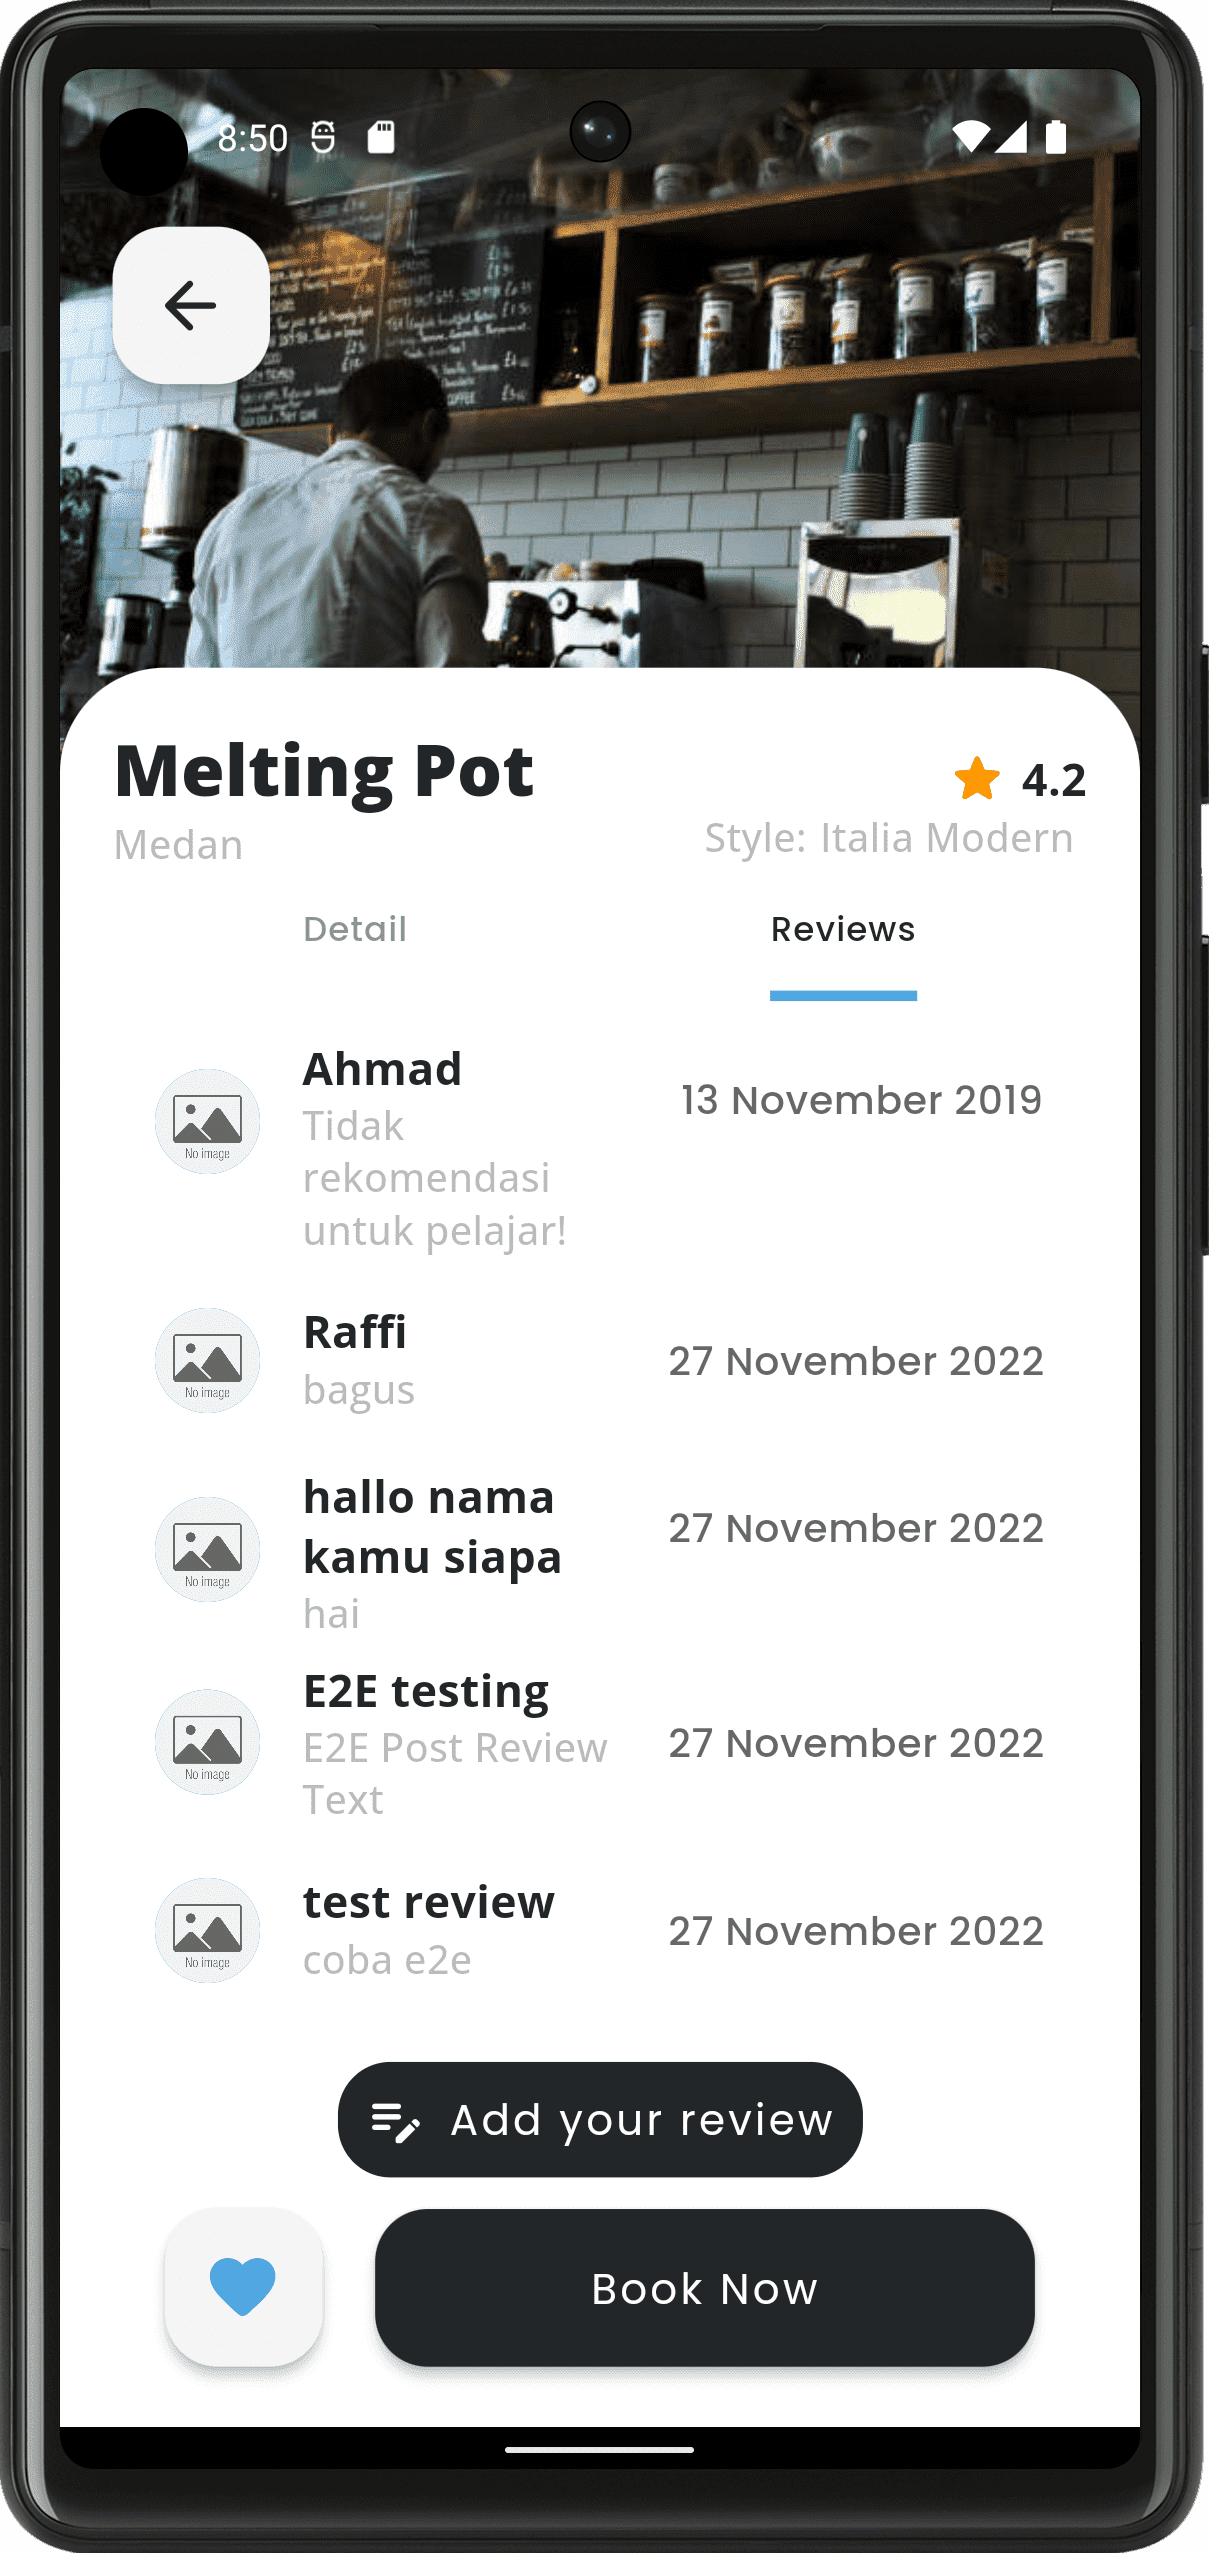 8:50
Melting Pot
4.2
Medan
Style: Italia Modern
Detail
Reviews
Ahmad
13 November 2019
Tidak
rekomendasi
untuk pelajar!
No image
Raffi
27 November 2022
bagus
No image
hallo nama
kamu siapa
27 November 2022
hai
No image
E2E testing
27 November 2022
E2E Post Review
Text
No image
test review
27 November 2022
coba e2e
No image
Add your review
Book Now